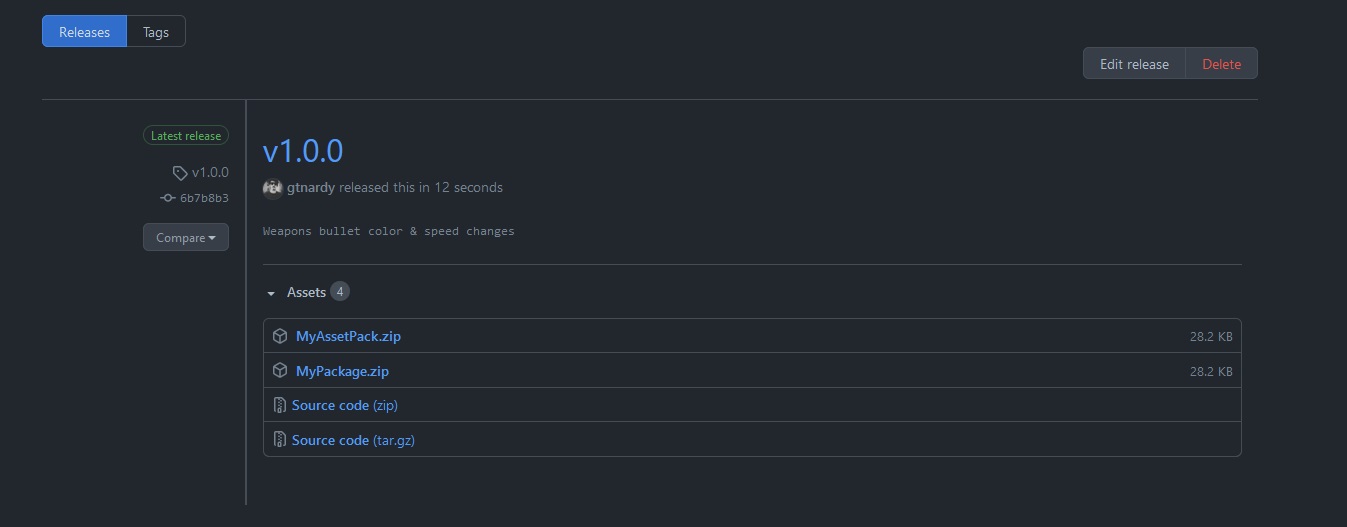 Releases Tags
Edit release Delete
Latest release
v1.0.0
6b7b8b3
Compare
v1.0.0
gtnardy released this in 12 seconds
Weapons bullet color & speed changes
Assets 4
MyAssetPack.zip 28.2 KB
MyPackage.zip 28.2 KB
Source code (zip)
Source code (tar.gz)